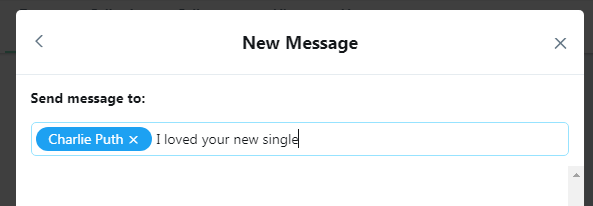 New Message
Send message to:
Charlie Puth × I loved your new single